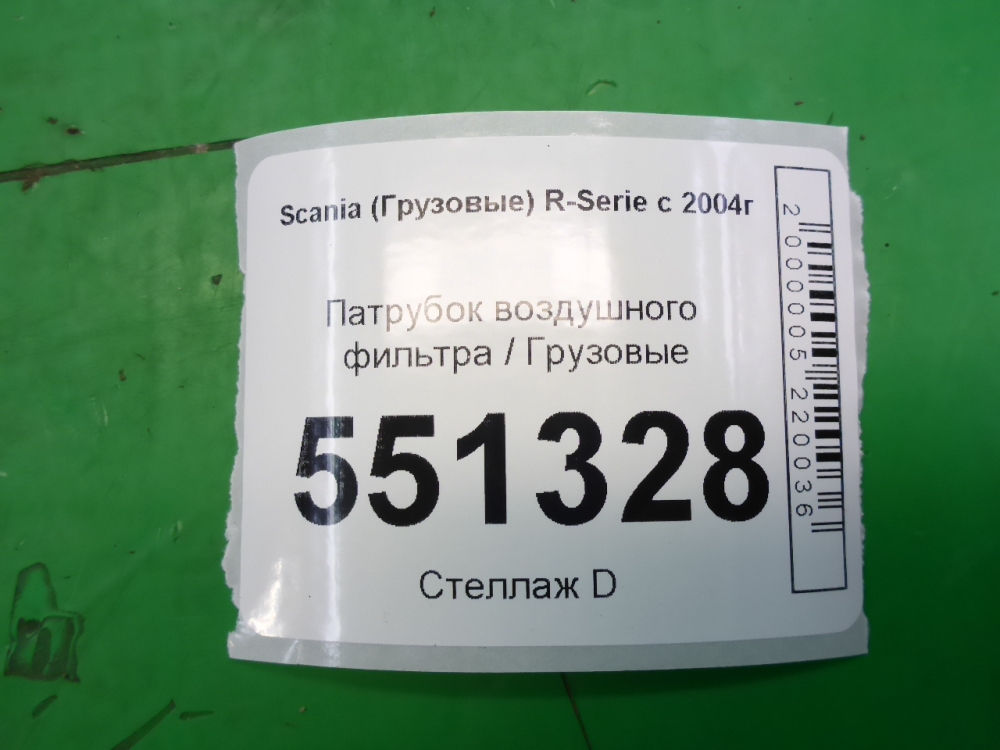 Scania (Грузовые) R-Serie с 2004г
Патрубок воздушного
фильтра / Грузовые
551328
Стеллаж D
2000005220036